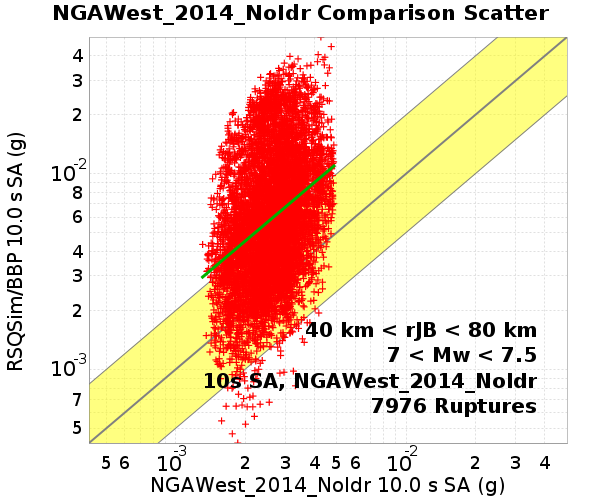 NGAWest_2014_NoIdr Comparison Scatter
RSQSim/BBP 10.0 s SA (g)
4
3
2
10-2
8
6
4
3
2
10-3
7
5
40 km < rJB < 80 km
7 < Mw < 7.5
10s SA, NGAWest_2014_NoIdr
7976 Ruptures
5 6 10-3 2 3 4 5 6 10-2 2 3 4
NGAWest_2014_NoIdr 10.0 s SA (g)